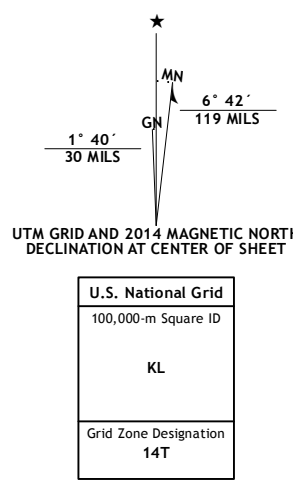 ★
MN
GN
6° 42´
119 MILS
1° 40´
30 MILS
UTM GRID AND 2014 MAGNETIC NORTH
DECLINATION AT CENTER OF SHEET
U.S. National Grid
100,000-m Square ID
KL
Grid Zone Designation
14T